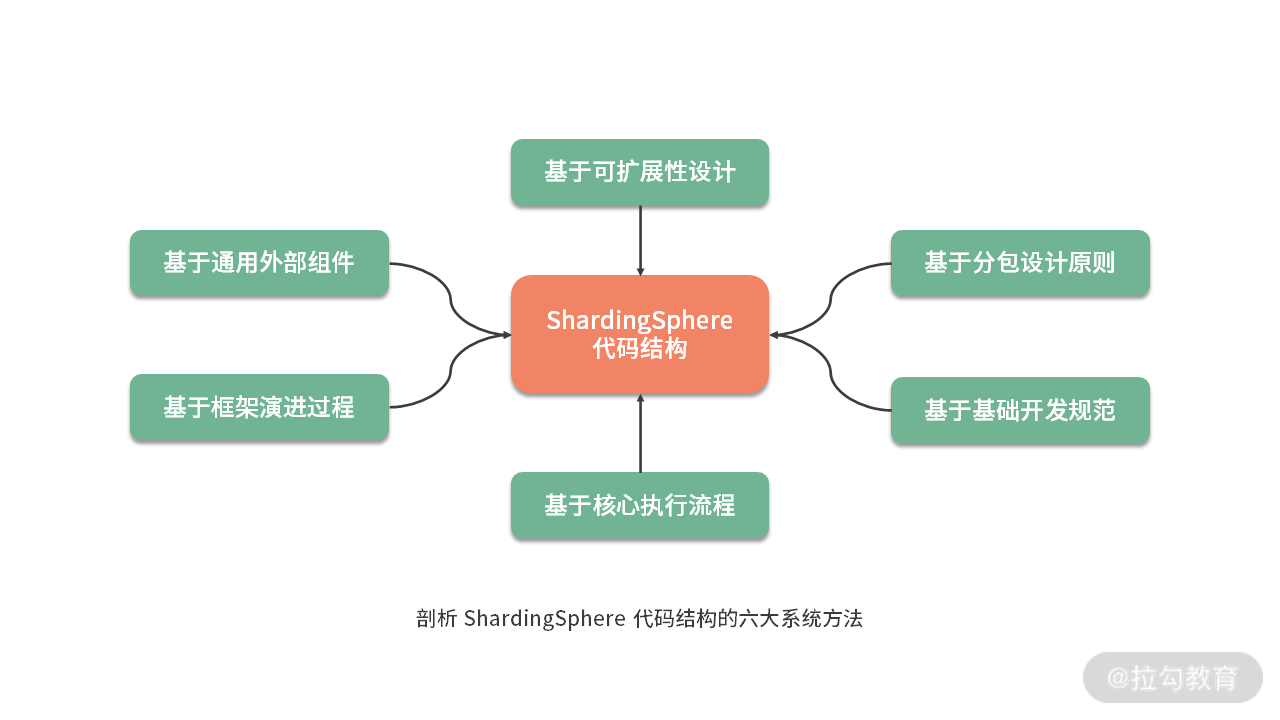 基于可扩展性设计
基于通用外部组件
基于分包设计原则
ShardingSphere
代码结构
基于框架演进过程
基于基础开发规范
基于核心执行流程
剖析 ShardingSphere 代码结构的六大系统方法
@拉勾教育